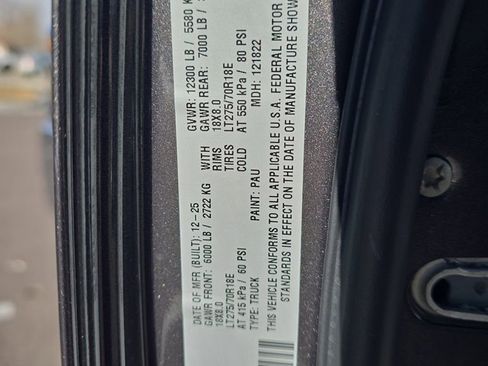 DATE OF MFR (BUILT): 12-25 GVWR: 12300 LB / 5580 K
GAWR FRONT: 6000 LB / 2722 KG WITH GAWR REAR: 7000 LB /
18X8.0 RIMS 18X8.0
LT275/70R18E TIRES LT275/70R18E
AT 415 kPa / 60 PSI COLD AT 550 kPa / 80 PSI
TYPE: TRUCK PAINT: PAU MDH: 121822
THIS VEHICLE CONFORMS TO ALL APPLICABLE U.S.A. FEDERAL MOTOR
STANDARDS IN EFFECT ON THE DATE OF MANUFACTURE SHOW